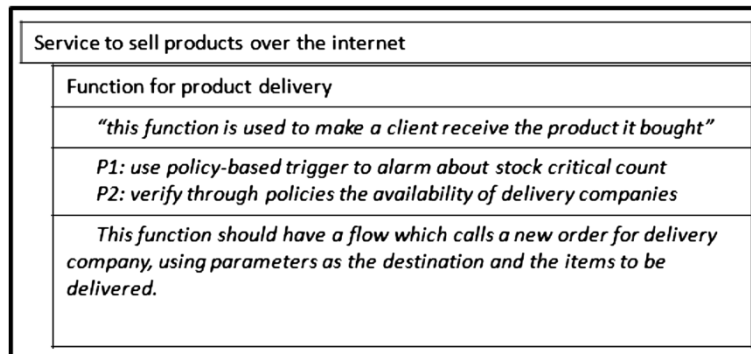 Service to sell products over the internet
Function for product delivery
“this function is used to make a client receive the product it bought”
P1: use policy-based trigger to alarm about stock critical count
P2: verify through policies the availability of delivery companies
This function should have a flow which calls a new order for delivery
company, using parameters as the destination and the items to be
delivered.